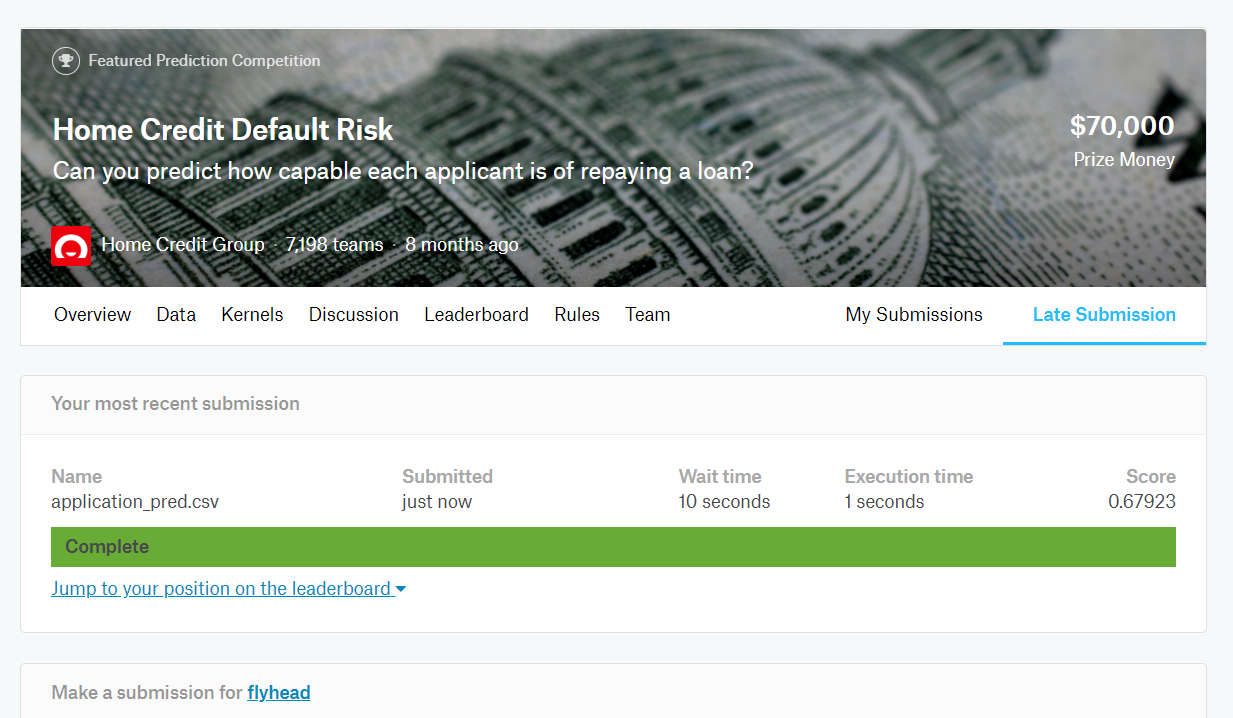 Featured Prediction Competition
Home Credit Default Risk
Can you predict how capable each applicant is of repaying a loan?
$70,000
Prize Money
Home Credit Group · 7,198 teams · 8 months ago
Overview Data Kernels Discussion Leaderboard Rules Team My Submissions Late Submission
Your most recent submission
Name Submitted Wait time Execution time Score
application_pred.csv just now 10 seconds 1 seconds 0.67923
Complete
Jump to your position on the leaderboard
Make a submission for flyhead